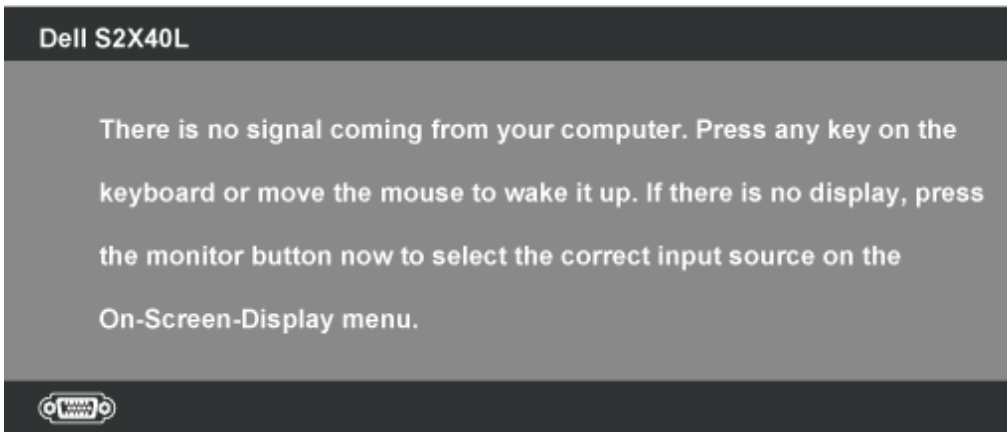 Dell S2X40L
There is no signal coming from your computer. Press any key on the
keyboard or move the mouse to wake it up. If there is no display, press
the monitor button now to select the correct input source on the
On-Screen-Display menu.